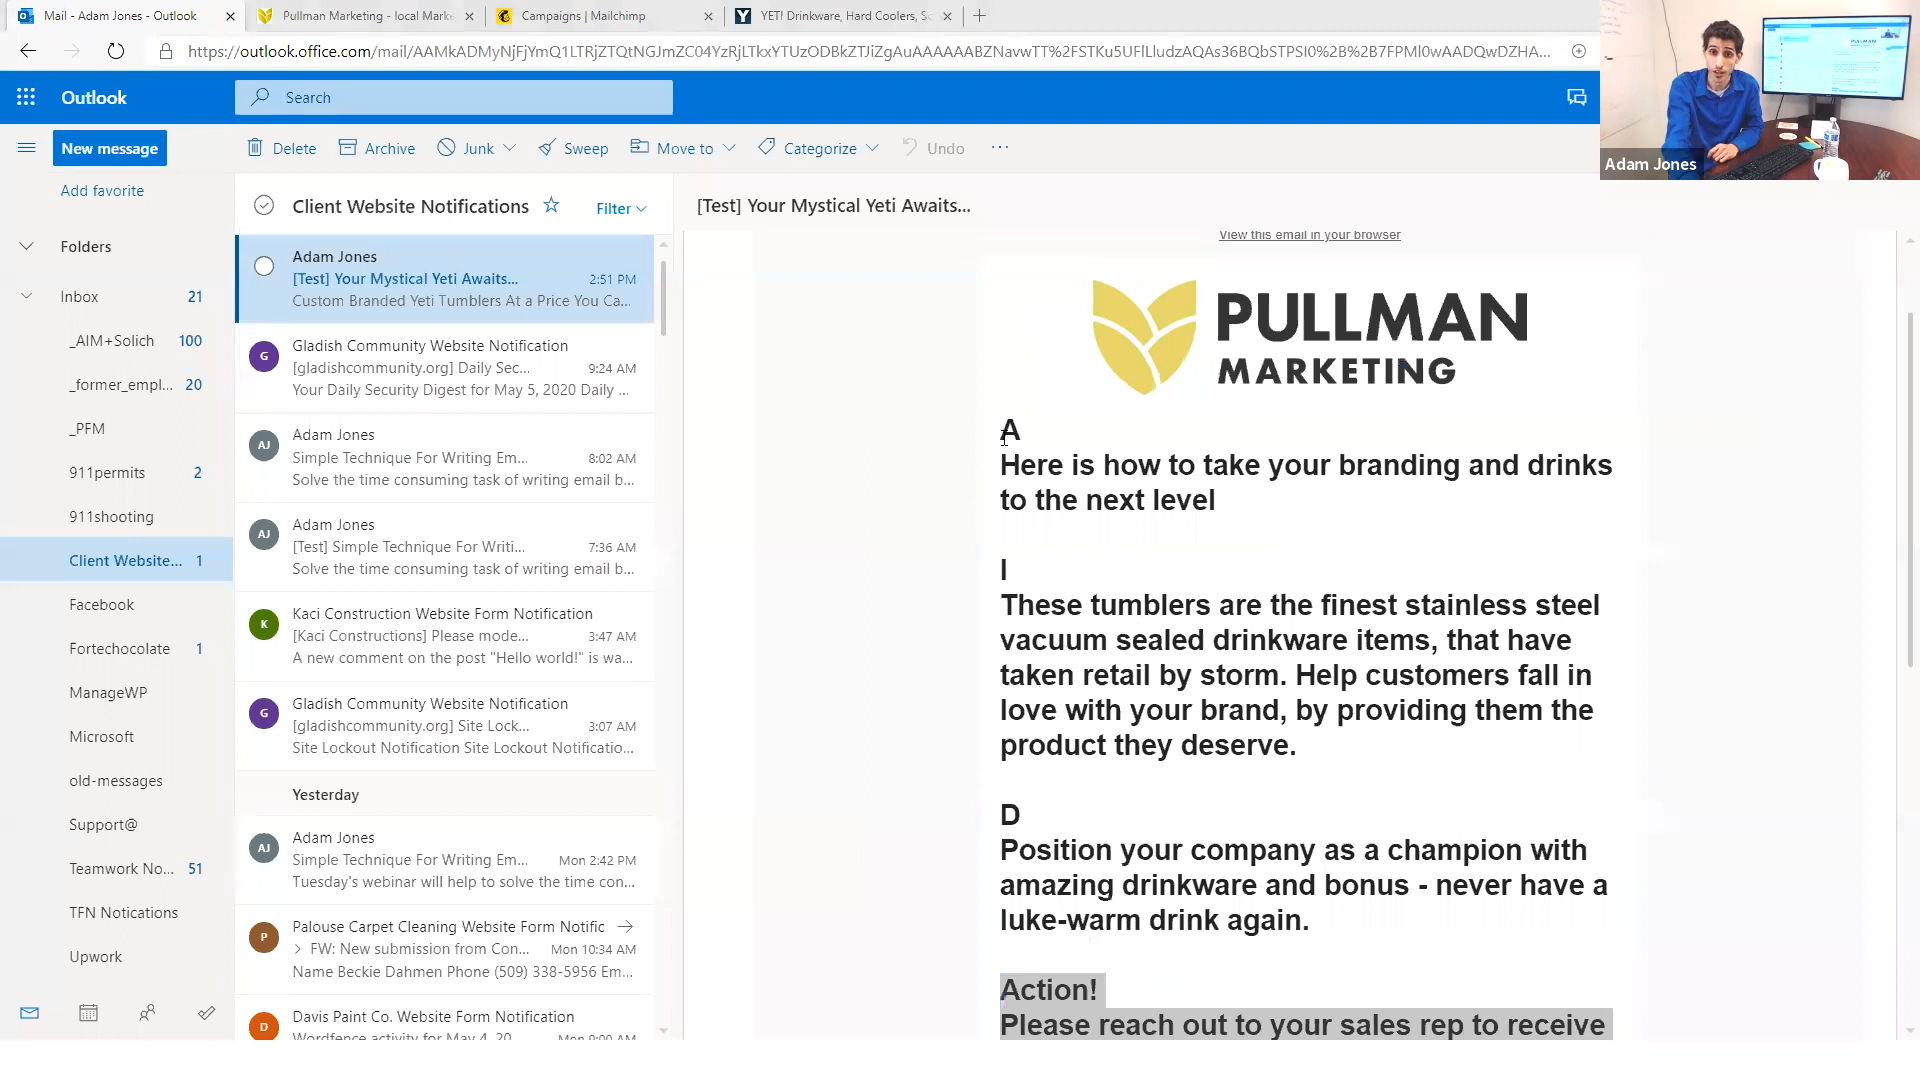 Mail - Adam Jones - Outlook
Pullman Marketing - local Marke
Campaigns | Mailchimp
YETI Drinkware, Hard Coolers, S
https://outlook.office.com/mail/
Outlook
Search
New message
Delete
Archive
Junk
Sweep
Move to
Categorize
Undo
Adam Jones
Add favorite
Folders
Inbox 21
_AIM+Solich 100
_former_empl... 20
_PFM
911permits 2
911shooting
Client Website... 1
Facebook
Fortechocolate 1
ManageWP
Microsoft
old-messages
Support@
Teamwork No... 51
TFN Notications
Upwork
Client Website Notifications
Filter
Adam Jones
[Test] Your Mystical Yeti Awaits... 2:51 PM
Custom Branded Yeti Tumblers At a Price You Ca...
G
Gladish Community Website Notification
[gladishcommunity.org] Daily Sec... 9:24 AM
Your Daily Security Digest for May 5, 2020 Daily ...
AJ
Adam Jones
Simple Technique For Writing Em... 8:02 AM
Solve the time consuming task of writing email b...
AJ
Adam Jones
[Test] Simple Technique For Writi... 7:36 AM
Solve the time consuming task of writing email b...
K
Kaci Construction Website Form Notification
[Kaci Constructions] Please mode... 3:47 AM
A new comment on the post "Hello world!" is wa...
G
Gladish Community Website Notification
[gladishcommunity.org] Site Lock... 3:07 AM
Site Lockout Notification Site Lockout Notificatio...
Yesterday
AJ
Adam Jones
Simple Technique For Writing Em... Mon 2:42 PM
Tuesday's webinar will help to solve the time con...
P
Palouse Carpet Cleaning Website Form Notific
FW: New submission from Con... Mon 10:34 AM
Name Beckie Dahmen Phone (509) 338-5956 Em...
D
Davis Paint Co. Website Form Notification
Wordfence activity for May 4, 20 Mon 9:00 AM
[Test] Your Mystical Yeti Awaits...
View this email in your browser
PULLMAN
MARKETING
A
Here is how to take your branding and drinks
to the next level
I
These tumblers are the finest stainless steel
vacuum sealed drinkware items, that have
taken retail by storm. Help customers fall in
love with your brand, by providing them the
product they deserve.
D
Position your company as a champion with
amazing drinkware and bonus - never have a
luke-warm drink again.
Action!
Please reach out to your sales rep to receive